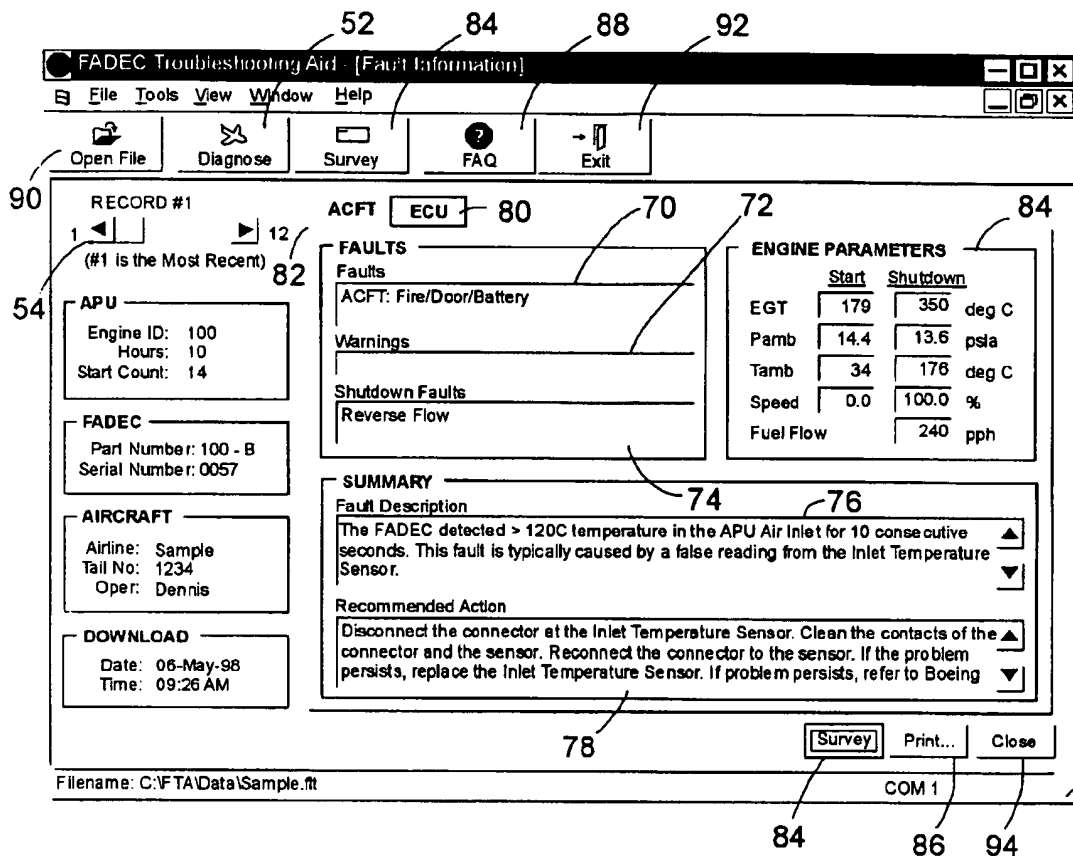 52 84 88 92
FADEC Troubleshooting Aid - [Fault Information]
File Tools View Window Help
Open File Diagnose Survey FAQ Exit
90
RECORD #1
1 12
(#1 is the Most Recent)
54
82
ACFT ECU 80 70 72 84
APU
Engine ID: 100
Hours: 10
Start Count: 14
FADEC
Part Number: 100 - B
Serial Number: 0057
AIRCRAFT
Airline: Sample
Tail No: 1234
Oper: Dennis
DOWNLOAD
Date: 06-May-98
Time: 09:26 AM
FAULTS
Faults
ACFT: Fire/Door/Battery
Warnings
Shutdown Faults
Reverse Flow
ENGINE PARAMETERS
Start Shutdown
EGT 179 350 deg C
Pamb 14.4 13.6 psia
Tamb 34 176 deg C
Speed 0.0 100.0 %
Fuel Flow 240 pph
74 76
SUMMARY
Fault Description
The FADEC detected > 120C temperature in the APU Air Inlet for 10 consecutive
seconds. This fault is typically caused by a false reading from the Inlet Temperature
Sensor.
Recommended Action
Disconnect the connector at the Inlet Temperature Sensor. Clean the contacts of the
connector and the sensor. Reconnect the connector to the sensor. If the problem
persists, replace the Inlet Temperature Sensor. If problem persists, refer to Boeing
78
Survey Print... Close
Filename: C:\FTA\Data\Sample.flt COM 1
84 86 94